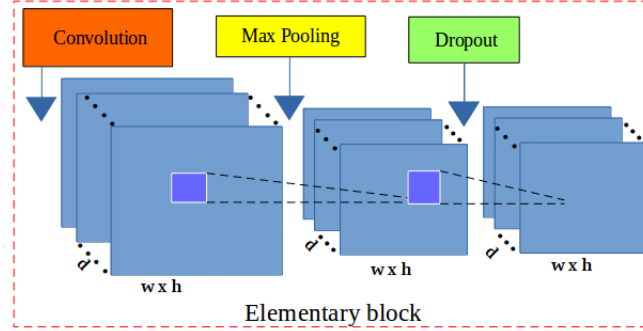 Convolution
Max Pooling
Dropout
d
w x h
d
w x h
d
w x h
Elementary block